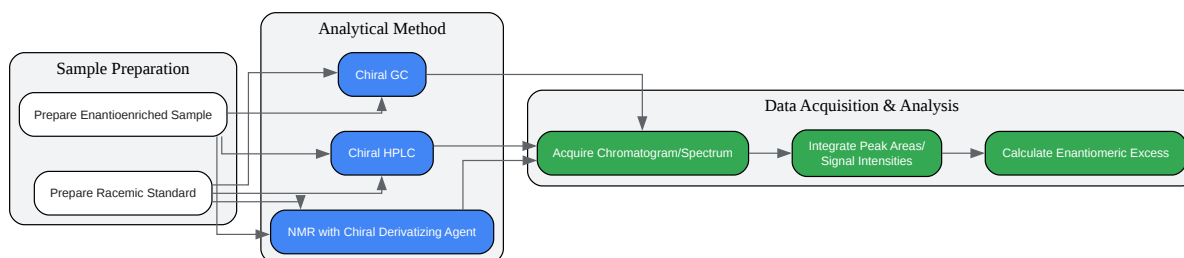 Sample Preparation
Prepare Enantioenriched Sample
Prepare Racemic Standard
Analytical Method
Chiral GC
Chiral HPLC
NMR with Chiral Derivatizing Agent
Data Acquisition & Analysis
Acquire Chromatogram/Spectrum
Integrate Peak Areas/
Signal Intensities
Calculate Enantiomeric Excess